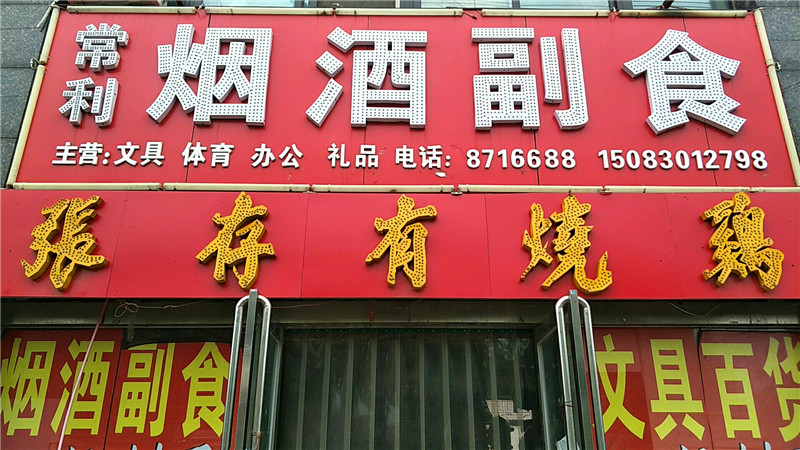 常利 烟酒副食
主营:文具 体育 办公 礼品 电话: 8716688 15083012798
张存有燒鷄
烟酒副食 文具百货